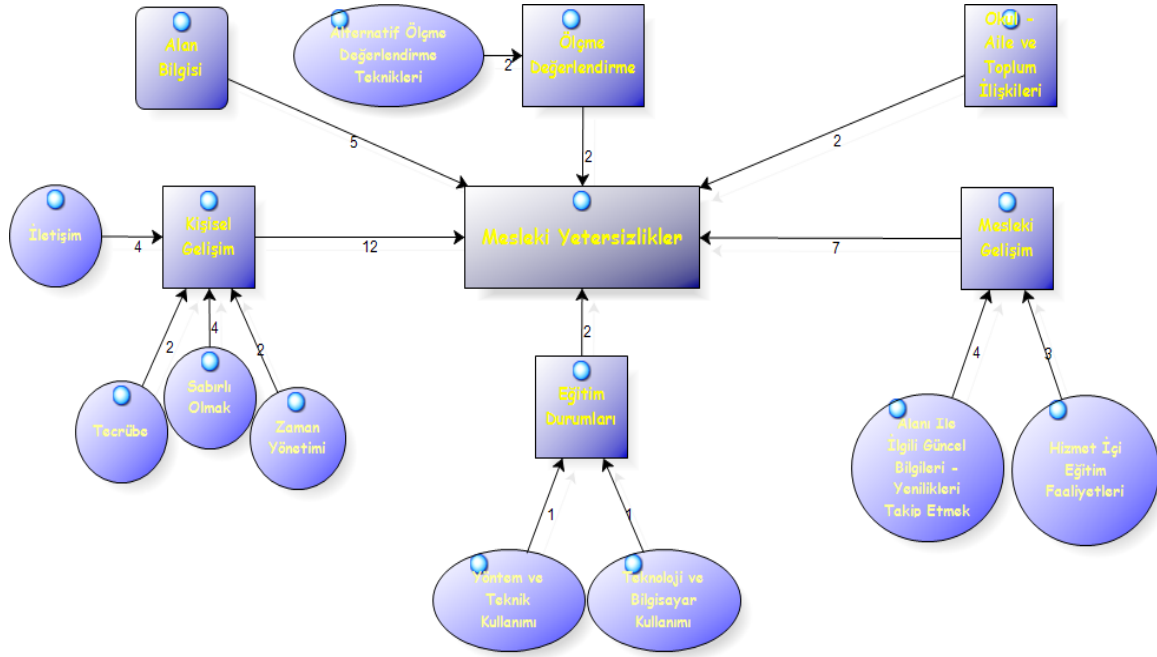 Alan
Bilgisi
Alternatif Ölçme
Değerlendirme
Teknikleri
2
Ölçme
Değerlendirme
Okul -
Aile ve
Toplum
İlişkileri
5
2
2
İletişim
4
Kişisel
Gelişim
12
Mesleki Yetersizlikler
7
Mesleki
Gelişim
2
4
2
2
4
3
Tecrübe
Sabırlı
Olmak
Zaman
Yönetimi
Eğitim
Durumları
Alanı İle
İlgili Güncel
Bilgileri -
Yenilikleri
Takip Etmek
Hizmet İçi
Eğitim
Faaliyetleri
1
1
Yöntem ve
Teknik
Kullanımı
Teknoloji ve
Bilgisayar
Kullanımı